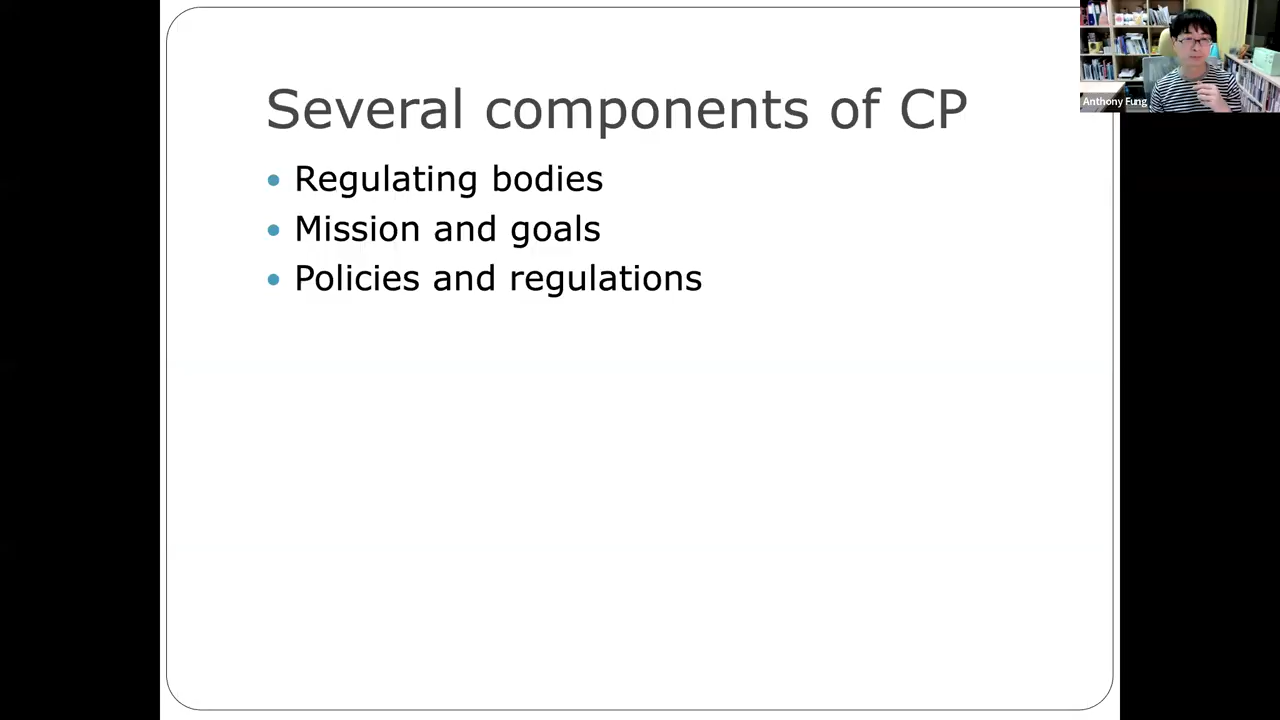 Several components of CP
Regulating bodies
Mission and goals
Policies and regulations
Anthony Fung